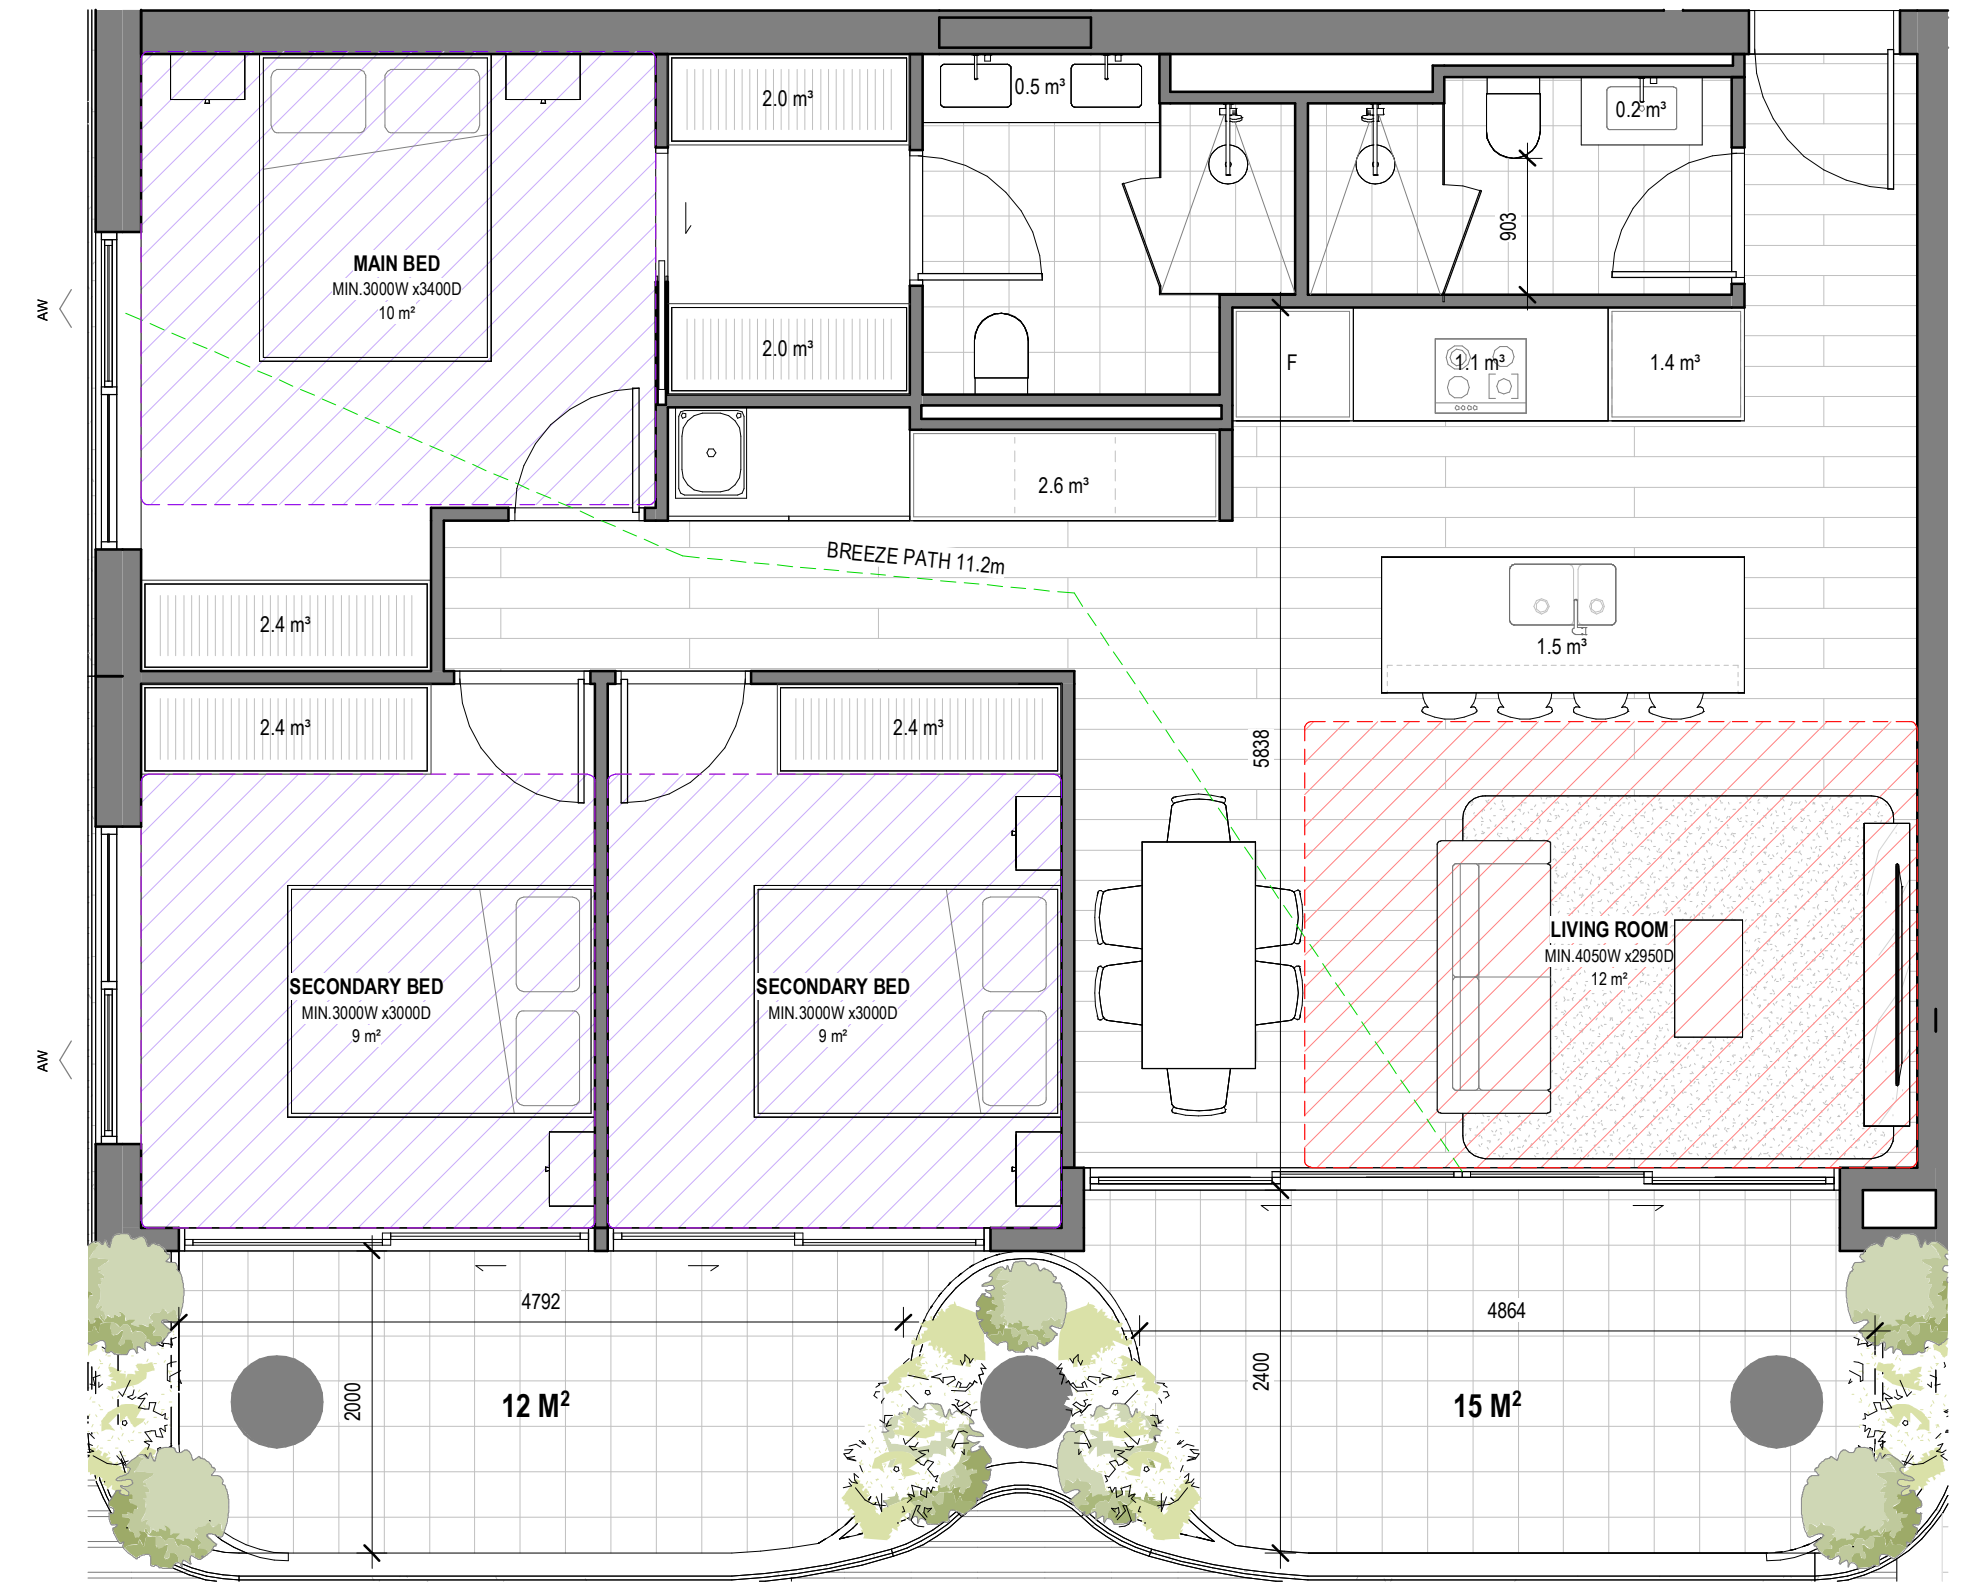 2.0 m³
0.5 m³
0.2 m³
903
MAIN BED
MIN.3000W x3400D
10 m²
AW
2.0 m³
F
1.1 m³
1.4 m³
2.6 m³
BREEZE PATH 11.2m
2.4 m³
1.5 m³
2.4 m³
2.4 m³
5838
LIVING ROOM
MIN.4050W x2950D
12 m²
SECONDARY BED
MIN.3000W x3000D
9 m²
SECONDARY BED
MIN.3000W x3000D
9 m²
AW
4792
4864
2000
12 M²
2400
15 M²